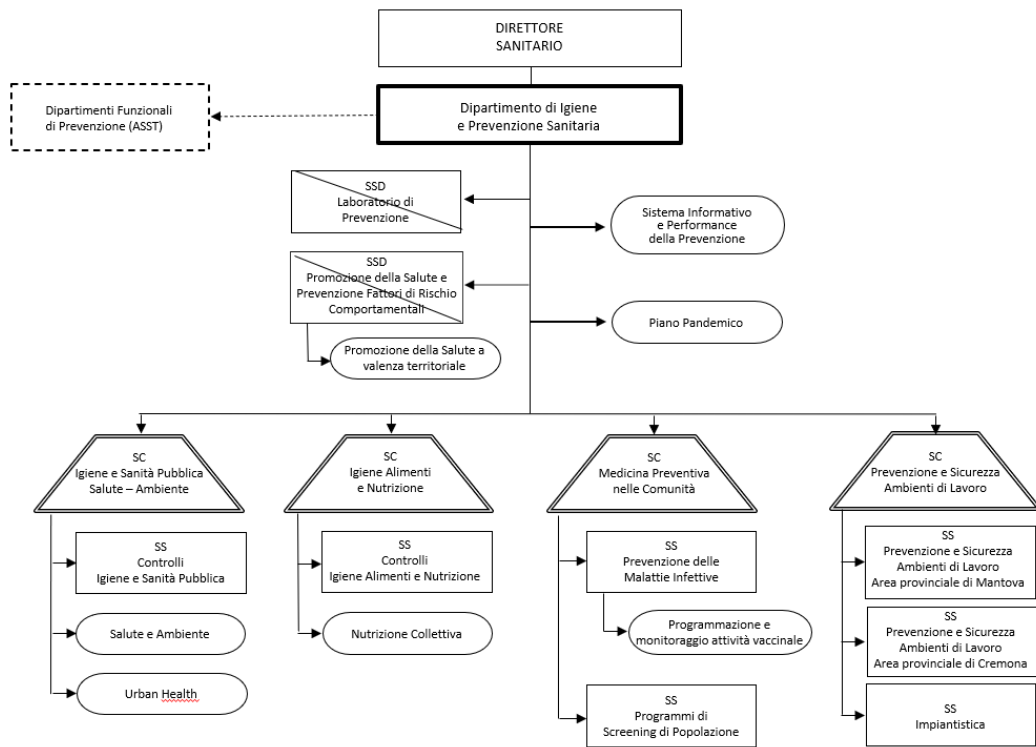 DIRETTORE
SANITARIO
Dipartimenti Funzionali
di Prevenzione (ASST)
Dipartimento di Igiene
e Prevenzione Sanitaria
SSD
Laboratorio di
Prevenzione
Sistema Informativo
e Performance
della Prevenzione
SSD
Promozione della Salute e
Prevenzione Fattori di Rischio
Comportamentali
Piano Pandemico
Promozione della Salute a
valenza territoriale
SC
Igiene e Sanità Pubblica
Salute – Ambiente
SC
Igiene Alimenti
e Nutrizione
SC
Medicina Preventiva
nelle Comunità
SC
Prevenzione e Sicurezza
Ambienti di Lavoro
SS
Controlli
Igiene e Sanità Pubblica
SS
Controlli
Igiene Alimenti e Nutrizione
SS
Prevenzione delle
Malattie Infettive
SS
Prevenzione e Sicurezza
Ambienti di Lavoro
Area provinciale di Mantova
Salute e Ambiente
Nutrizione Collettiva
Programmazione e
monitoraggio attività vaccinale
SS
Prevenzione e Sicurezza
Ambienti di Lavoro
Area provinciale di Cremona
Urban Health
SS
Programmi di
Screening di Popolazione
SS
Impiantistica